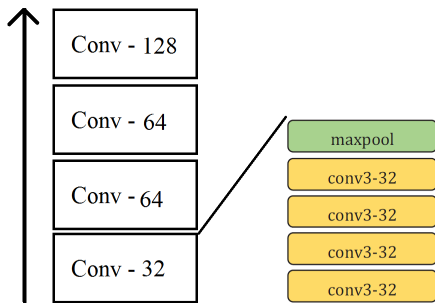 Conv - 128
Conv - 64
Conv - 64
Conv - 32
maxpool
conv3-32
conv3-32
conv3-32
conv3-32